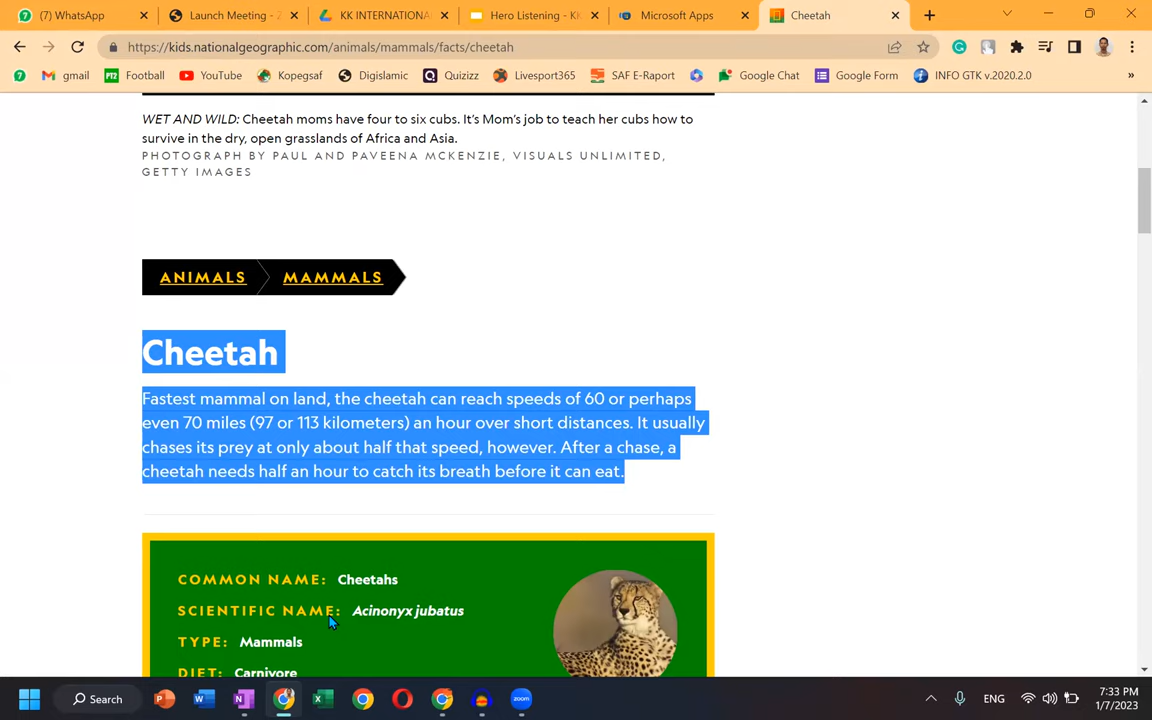 (7) WhatsApp
Launch Meeting - Z
KK INTERNATIONA
Hero Listening - KK
Microsoft Apps
Cheetah
https://kids.nationalgeographic.com/animals/mammals/facts/cheetah
gmail
Football
YouTube
Kopegsaf
Digislamic
Quizizz
Livesport365
SAF E-Raport
Google Chat
Google Form
INFO GTK v.2020.2.0
»
WET AND WILD: Cheetah moms have four to six cubs. It's Mom's job to teach her cubs how to
survive in the dry, open grasslands of Africa and Asia.
PHOTOGRAPH BY PAUL AND PAVEENA MCKENZIE, VISUALS UNLIMITED,
GETTY IMAGES
ANIMALS MAMMALS
Cheetah
Fastest mammal on land, the cheetah can reach speeds of 60 or perhaps
even 70 miles (97 or 113 kilometers) an hour over short distances. It usually
chases its prey at only about half that speed, however. After a chase, a
cheetah needs half an hour to catch its breath before it can eat.
COMMON NAME: Cheetahs
SCIENTIFIC NAME: Acinonyx jubatus
TYPE: Mammals
DIET: Carnivore
Search
ENG
7:33 PM
1/7/2023